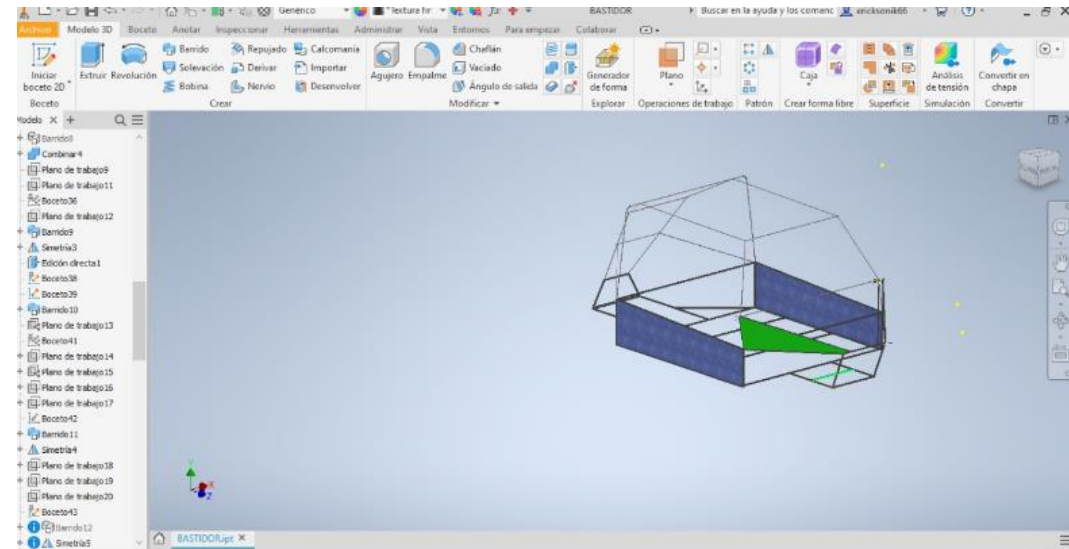 Genérico
Textura hr
BASTIDOR
Buscar en la ayuda y los comanc
ericksonik66
Archivo Modelo 3D Boceto Anotar Inspeccionar Herramientas Administrar Vista Entornos Para empezar Colaborar
Iniciar boceto 2D
Extruir Revolución
Barrido Repujado Calcomanía
Solevación Derivar Importar
Bobina Nervio Desenvolver
Agujero Empalme
Chaflán
Vaciado
Ángulo de salida
Generador de forma
Plano
Caja
Análisis de tensión
Convertir en chapa
Boceto Crear Modificar Explorar Operaciones de trabajo Patrón Crear forma libre Superficie Simulación Convertir
Modelo X +
Barrido8
Combinar4
Plano de trabajo9
Plano de trabajo11
Boceto36
Plano de trabajo12
Barrido9
Simetría3
Edición directa1
Boceto38
Boceto39
Barrido10
Plano de trabajo13
Boceto41
Plano de trabajo14
Plano de trabajo15
Plano de trabajo16
Plano de trabajo17
Boceto42
Barrido11
Simetría4
Plano de trabajo18
Plano de trabajo19
Plano de trabajo20
Boceto43
Barrido12
Simetría5
Y
X
Z
BASTIDOR.ipt X